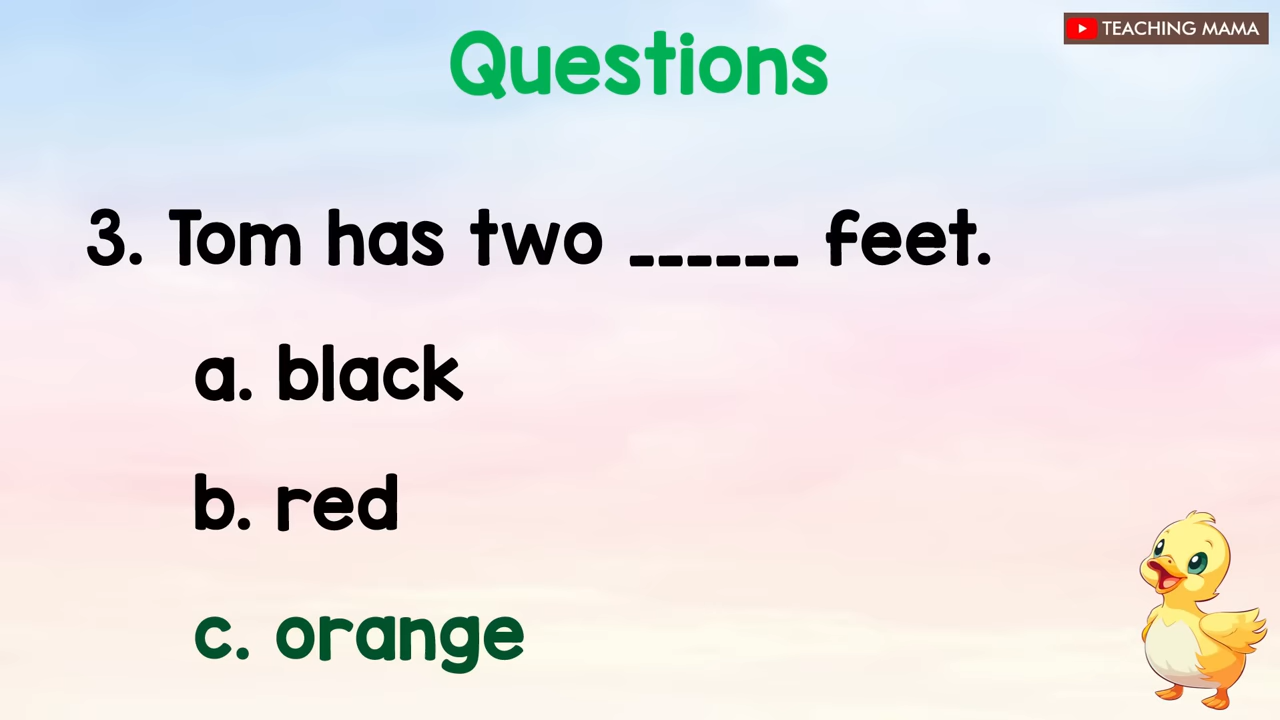 TEACHING MAMA
Questions
3. Tom has two ______ feet.
a. black
b. red
c. orange